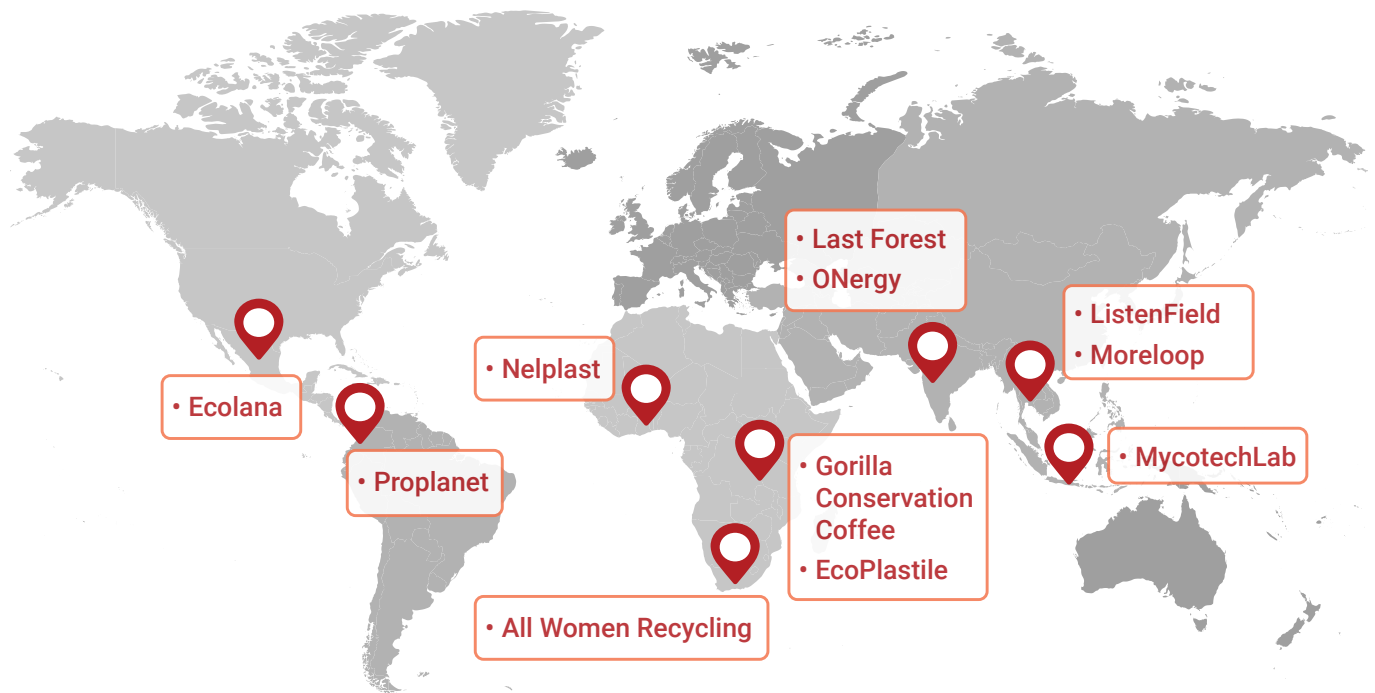 • Last Forest
• ONergy
• ListenField
• Moreloop
• Nelplast
• Ecolana
• MycotechLab
• Proplanet
• Gorilla
Conservation
Coffee
• EcoPlastile
• All Women Recycling